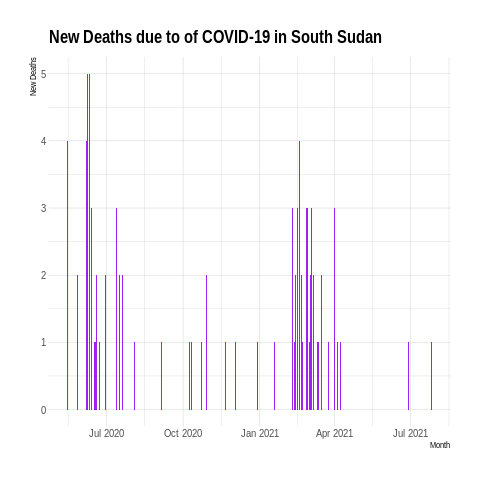 New Deaths due to of COVID-19 in South Sudan
New Deaths
5
4
3
2
1
0
Jul 2020 Oct 2020 Jan 2021 Apr 2021 Jul 2021
Month